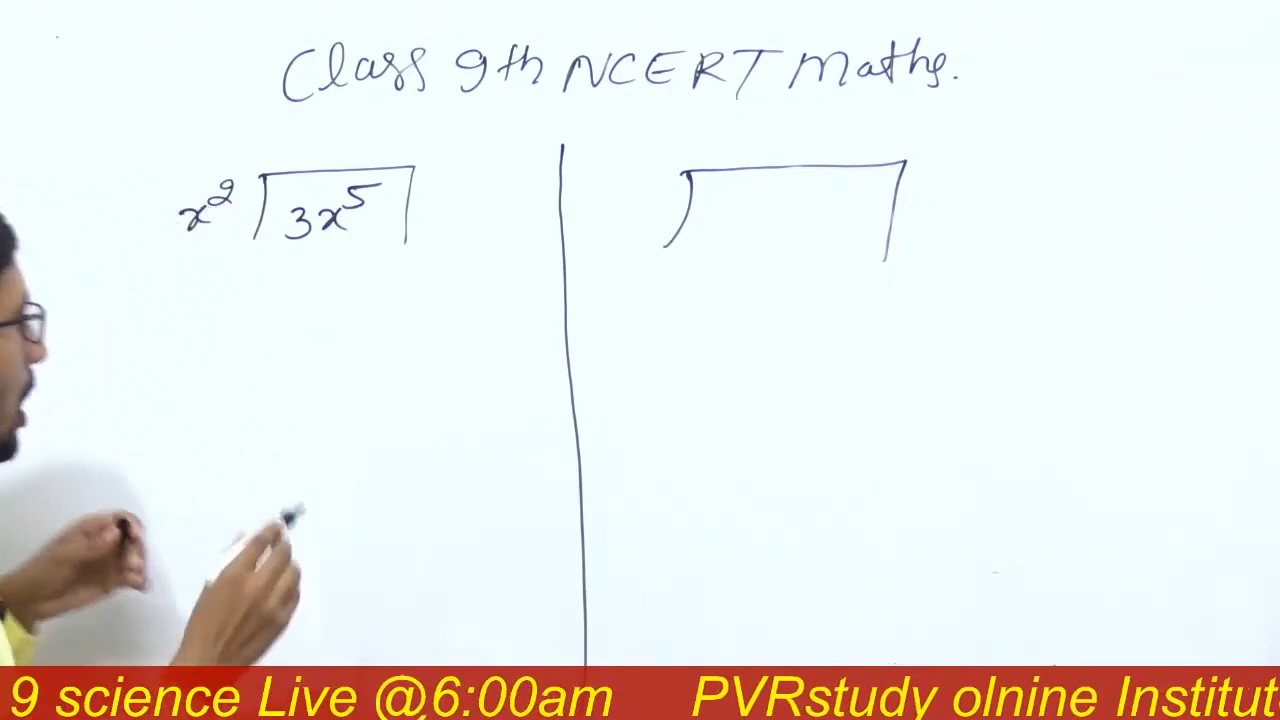 Class 9th NCERT Maths.
x² 3x⁵
9 science Live @6:00am PVRstudy olnine Institut